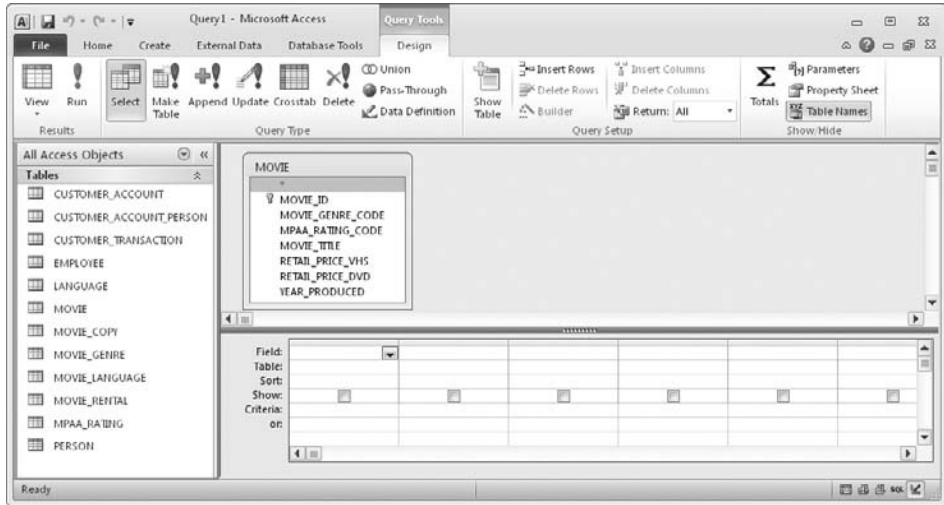 Query1 - Microsoft Access
Query Tools
File Home Create External Data Database Tools Design
View
Run
Select
Make Table
Append
Update
Crosstab
Delete
Union
Pass-Through
Data Definition
Show Table
Insert Rows
Delete Rows
Builder
Insert Columns
Delete Columns
Return: All
Totals
Parameters
Property Sheet
Table Names
Results
Query Type
Query Setup
Show/Hide
All Access Objects
Tables
CUSTOMER_ACCOUNT
CUSTOMER_ACCOUNT_PERSON
CUSTOMER_TRANSACTION
EMPLOYEE
LANGUAGE
MOVIE
MOVIE_COPY
MOVIE_GENRE
MOVIE_LANGUAGE
MOVIE_RENTAL
MPAA_RATING
PERSON
MOVIE
*
MOVIE_ID
MOVIE_GENRE_CODE
MPAA_RATING_CODE
MOVIE_TITLE
RETAIL_PRICE_VHS
RETAIL_PRICE_DVD
YEAR_PRODUCED
Field:
Table:
Sort:
Show:
Criteria:
or:
Ready
SQL